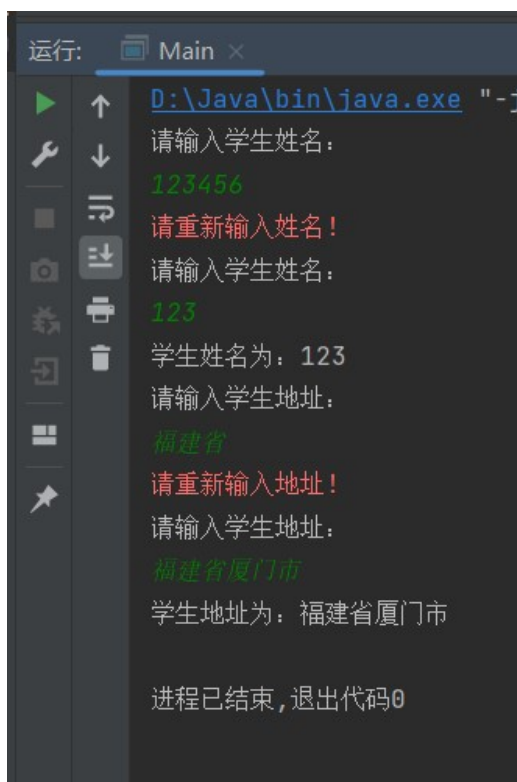 运行:
Main
D:\Java\bin\java.exe "-j
请输入学生姓名:
123456
请重新输入姓名!
请输入学生姓名:
123
学生姓名为: 123
请输入学生地址:
福建省
请重新输入地址!
请输入学生地址:
福建省厦门市
学生地址为: 福建省厦门市
进程已结束,退出代码0